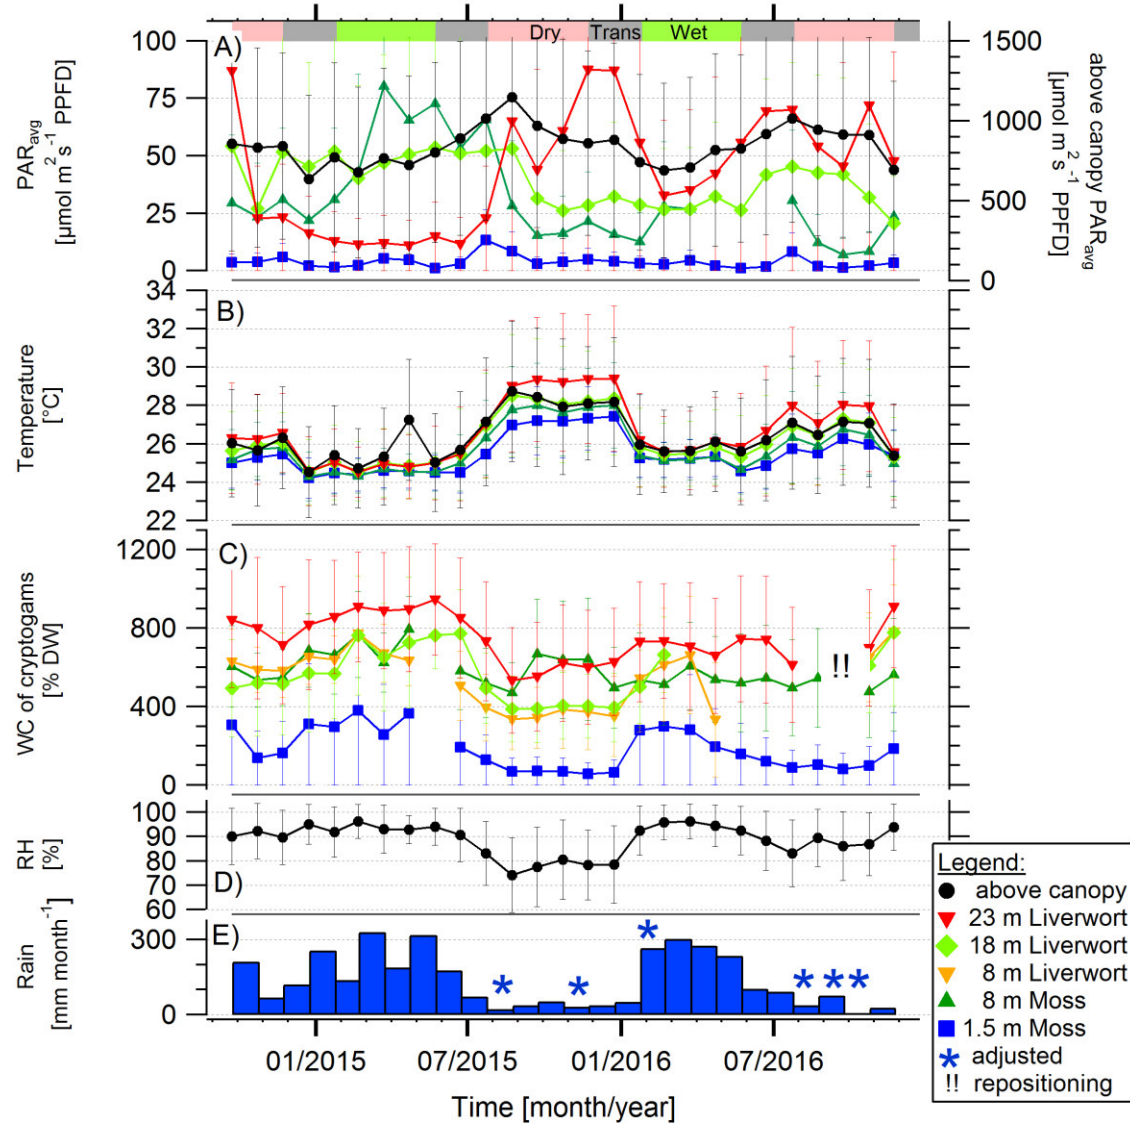 Dry Trans Wet
A)
100
75
50
25
0
PARavg
[µmol m⁻² s⁻¹ PPFD]
1500
1000
500
0
above canopy PARavg
[µmol m⁻² s⁻¹ PPFD]
B)
34
32
30
28
26
24
22
Temperature
[°C]
C)
1200
800
400
0
WC of cryptogams
[% DW]
!!
D)
100
90
80
70
60
RH
[%]
E)
300
0
Rain
[mm month⁻¹]
* * * * * *
01/2015 07/2015 01/2016 07/2016
Time [month/year]
Legend:
above canopy
23 m Liverwort
18 m Liverwort
8 m Liverwort
8 m Moss
1.5 m Moss
* adjusted
!! repositioning